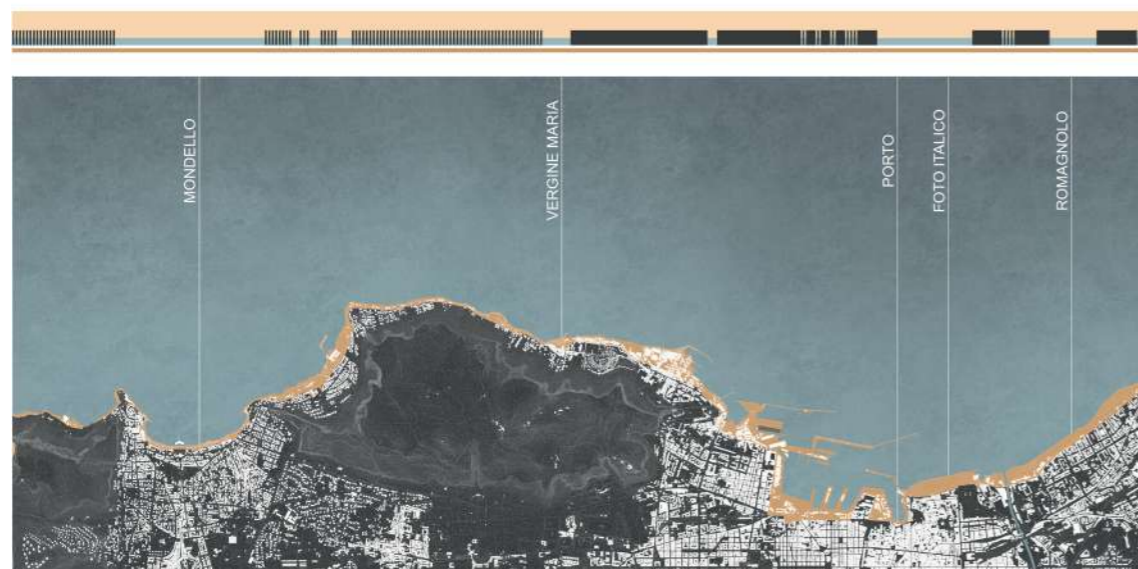 MONDELLO
VERGINE MARIA
PORTO
FOTO ITALICO
ROMAGNOLO